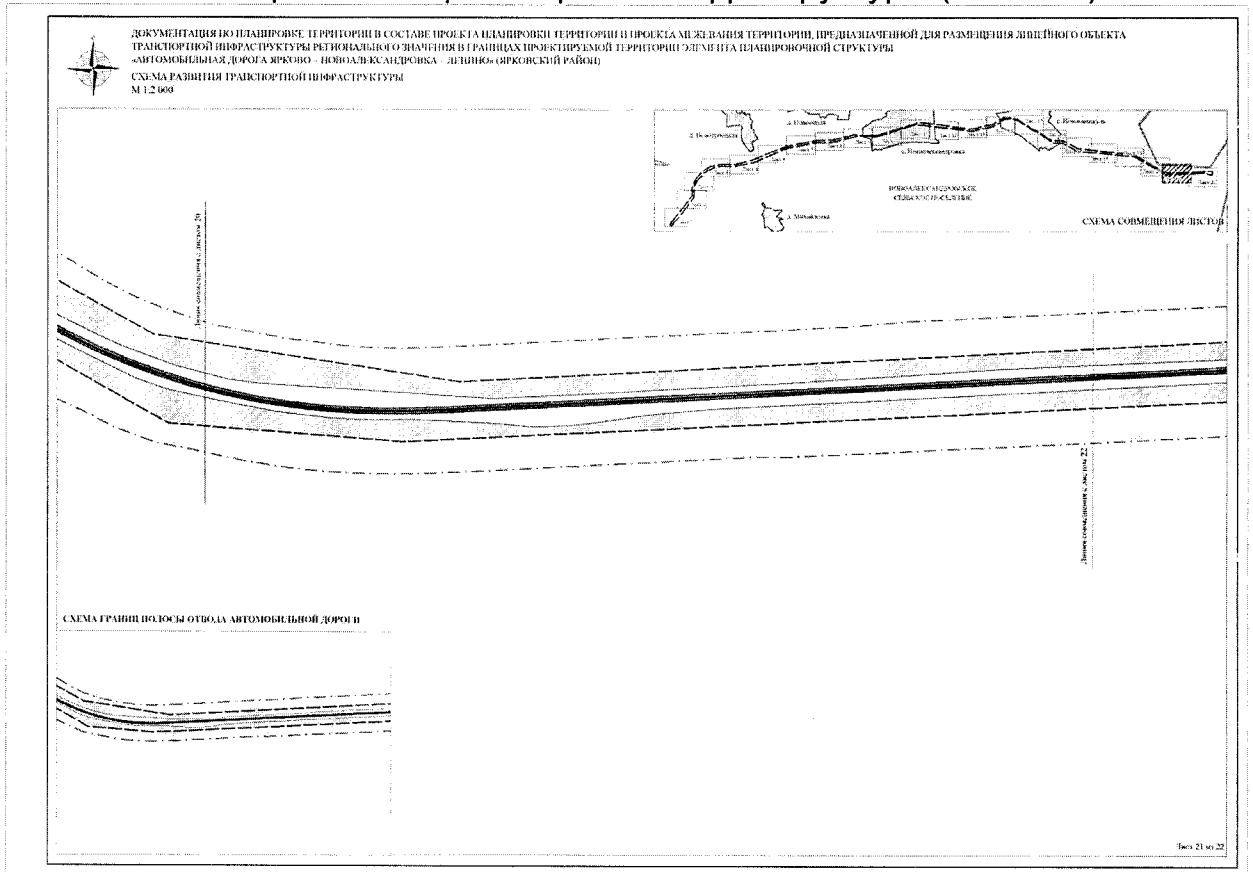 ДОКУМЕНТАЦИЯ ПО ПЛАНИРОВКЕ ТЕРРИТОРИИ В СОСТАВЕ ПРОЕКТА ПЛАНИРОВКИ ТЕРРИТОРИИ И ПРОЕКТА МЕЖЕВАНИЯ ТЕРРИТОРИИ, ПРЕДНАЗНАЧЕННОЙ ДЛЯ РАЗМЕЩЕНИЯ ЛИНЕЙНОГО ОБЪЕКТА
ТРАНСПОРТНОЙ ИНФРАСТРУКТУРЫ РЕГИОНАЛЬНОГО ЗНАЧЕНИЯ В ГРАНИЦАХ ПРОЕКТИРУЕМОЙ ТЕРРИТОРИИ ЭЛЕМЕНТА ПЛАНИРОВОЧНОЙ СТРУКТУРЫ
«АВТОМОБИЛЬНАЯ ДОРОГА ЯРКОВО – НОВОАЛЕКСАНДРОВКА – ЛЕНИНО» (ЯРКОВСКИЙ РАЙОН)
СХЕМА РАЗВИТИЯ ТРАНСПОРТНОЙ ИНФРАСТРУКТУРЫ
М 1:2 000
с. Новоалександровка
НОВОАЛЕКСАНДРОВСКОЕ
СЕЛЬСКОЕ ПОСЕЛЕНИЕ
д. Михайловка
СХЕМА СОВМЕЩЕНИЯ ЛИСТОВ
Линия совмещения с листом 20
Линия совмещения с листом 22
СХЕМА ГРАНИЦ ПОЛОСЫ ОТВОДА АВТОМОБИЛЬНОЙ ДОРОГИ
Лист 21 из 22